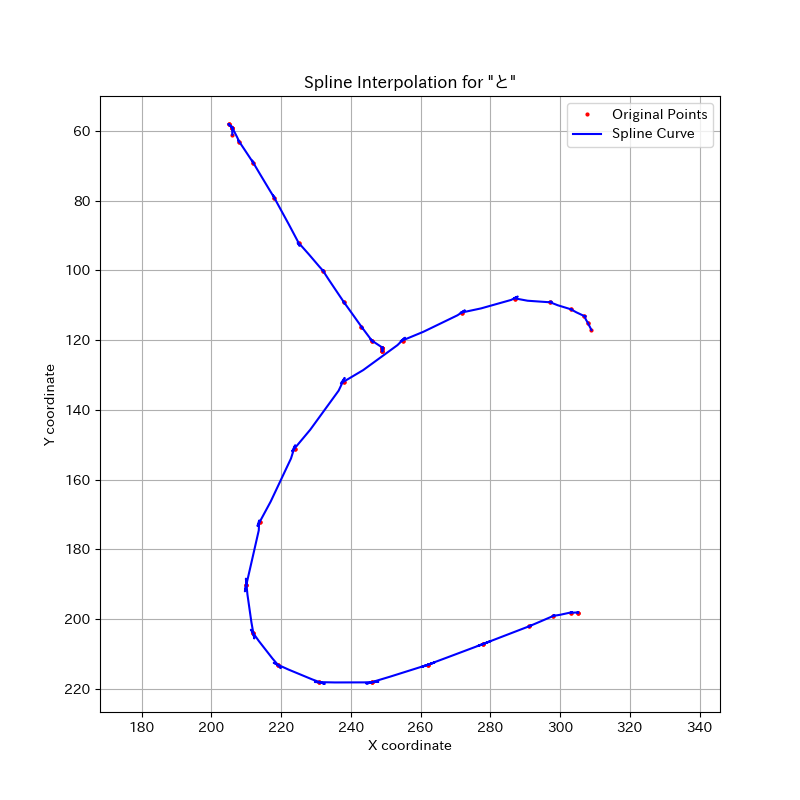 Spline Interpolation for "と"
Original Points
Spline Curve
60
80
100
120
140
160
180
200
220
Y coordinate
180 200 220 240 260 280 300 320 340
X coordinate